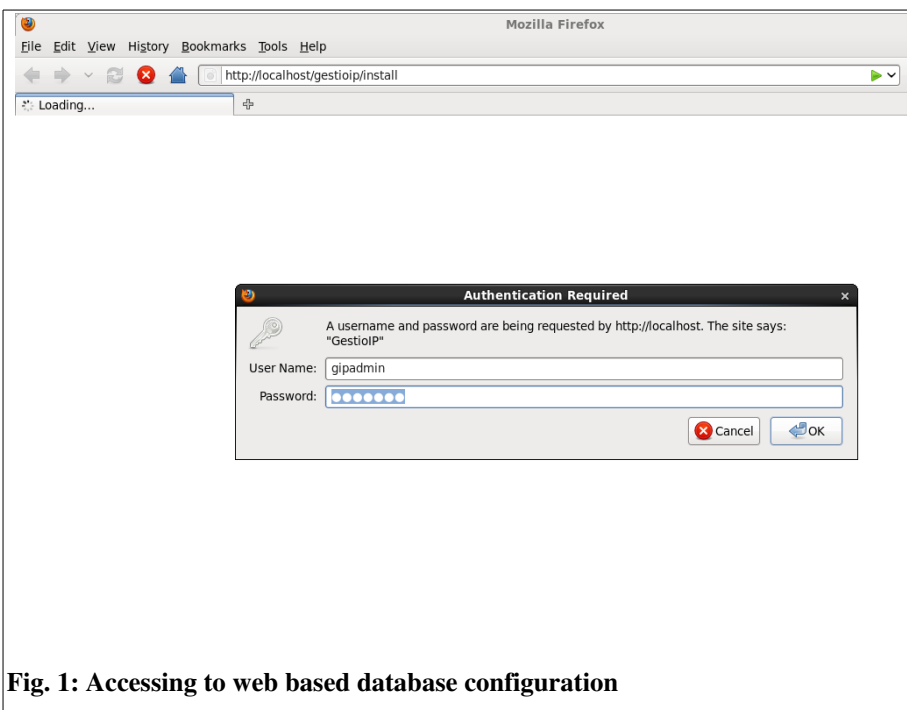 Mozilla Firefox
File Edit View History Bookmarks Tools Help
http://localhost/gestioip/install
Loading...
Authentication Required
A username and password are being requested by http://localhost. The site says:
"GestioIP"
User Name: gipadmin
Password: ●●●●●●●
Cancel OK
Fig. 1: Accessing to web based database configuration